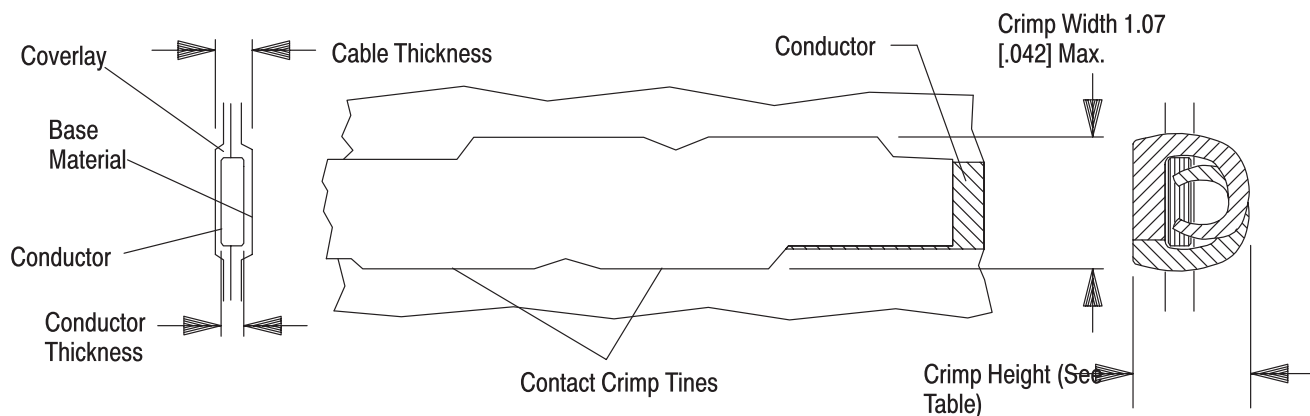 Coverlay
Cable Thickness
Base
Material
Conductor
Conductor
Thickness
Conductor
Contact Crimp Tines
Crimp Width 1.07
[.042] Max.
Crimp Height (See
Table)